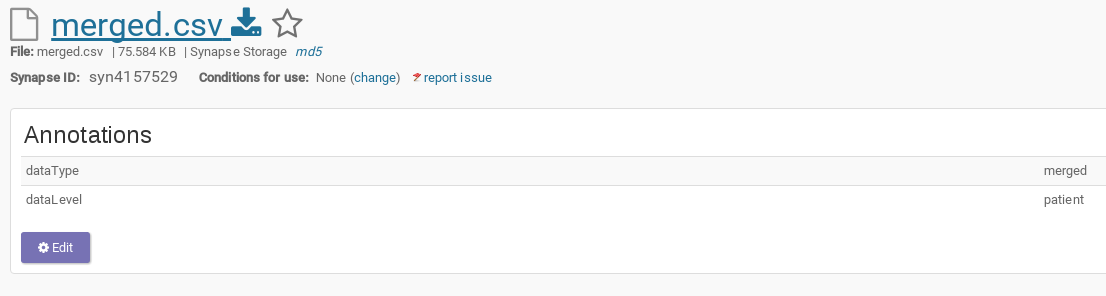 merged.csv
File: merged.csv | 75.584 KB | Synapse Storage md5
Synapse ID: syn4157529 Conditions for use: None (change) report issue
Annotations
dataType merged
dataLevel patient
Edit